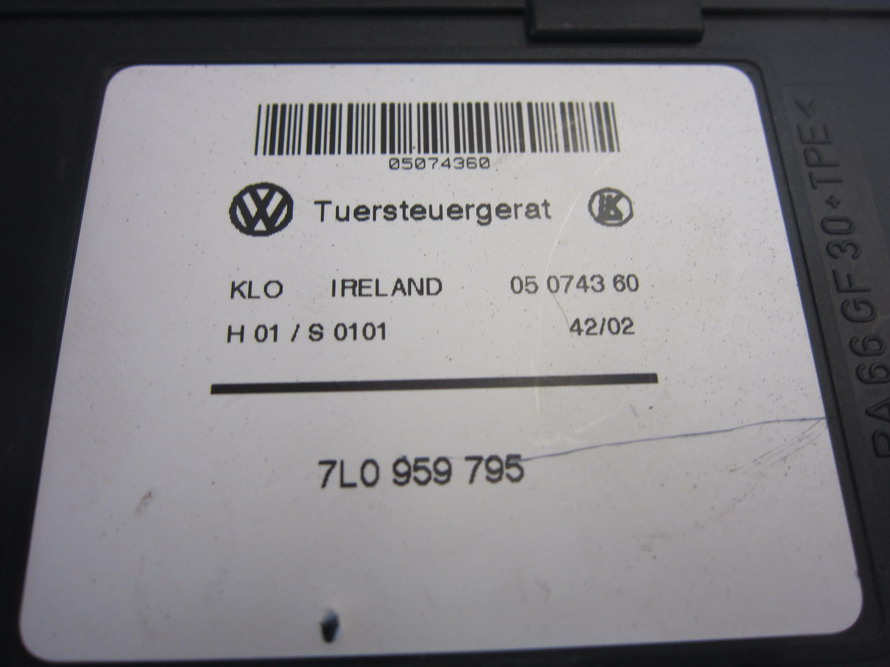 05074360
VW Tuersteuergerat K
KLO IRELAND 05 0743 60
H 01 / S 0101 42/02
7L0 959 795
PA 66 GF 30+TPE<